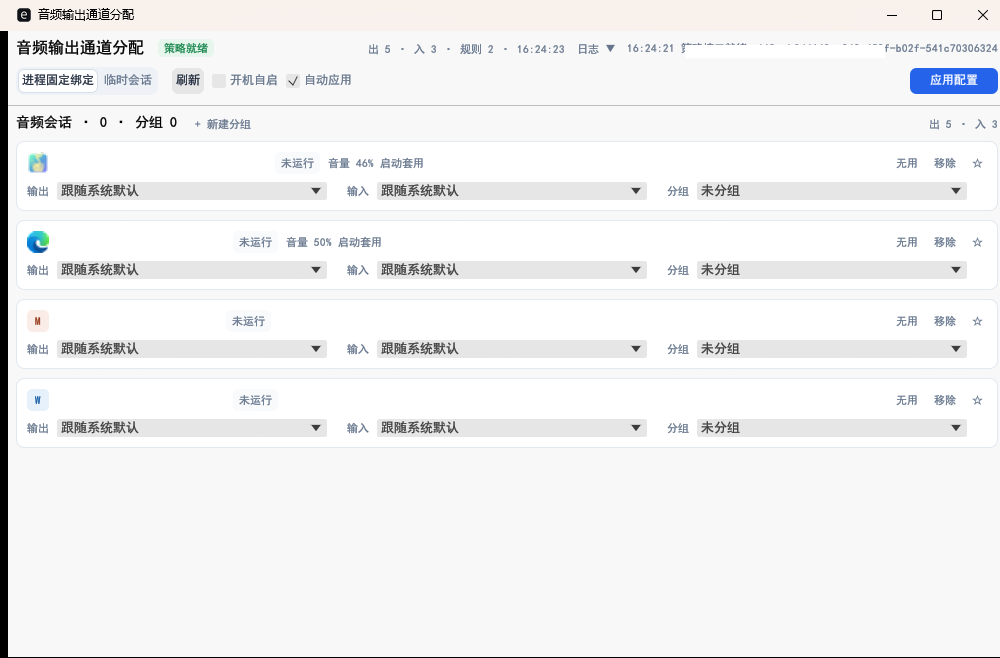 e 音频输出通道分配
音频输出通道分配 策略就绪 出 5 · 入 3 · 规则 2 · 16:24:23 日志 ▼ 16:24:21 f-b02f-541c70306324
进程固定绑定 临时会话 刷新 开机自启 自动应用 应用配置
音频会话 · 0 · 分组 0 + 新建分组 出 5 · 入 3
未运行 音量 46% 启动套用 无用 移除 ☆
输出 跟随系统默认 输入 跟随系统默认 分组 未分组
未运行 音量 50% 启动套用 无用 移除 ☆
输出 跟随系统默认 输入 跟随系统默认 分组 未分组
M 未运行 无用 移除 ☆
输出 跟随系统默认 输入 跟随系统默认 分组 未分组
W 未运行 无用 移除 ☆
输出 跟随系统默认 输入 跟随系统默认 分组 未分组